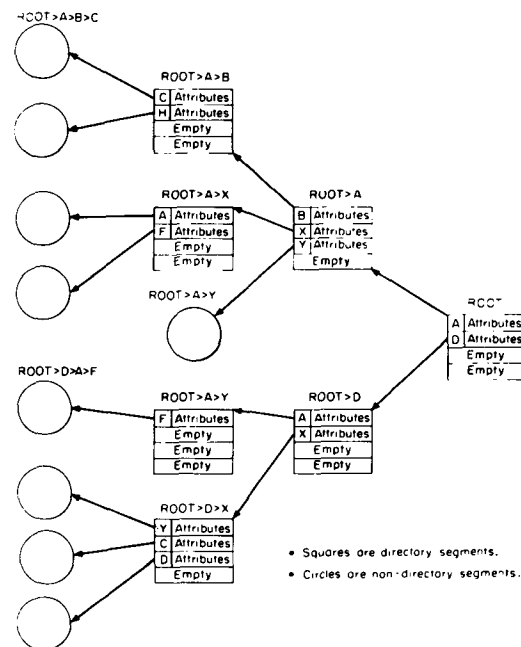 ROOT>A>B>C
ROOT>A>B
C Attributes
H Attributes
Empty
Empty
ROOT>A>X
A Attributes
F Attributes
Empty
Empty
ROOT>A
B Attributes
X Attributes
Y Attributes
Empty
ROOT>A>Y
ROOT
A Attributes
D Attributes
Empty
Empty
ROOT>D>A>F
ROOT>A>Y
F Attributes
Empty
Empty
Empty
ROOT>D
A Attributes
X Attributes
Empty
Empty
ROOT>D>X
Y Attributes
C Attributes
D Attributes
Empty
• Squares are directory segments.
• Circles are non-directory segments.